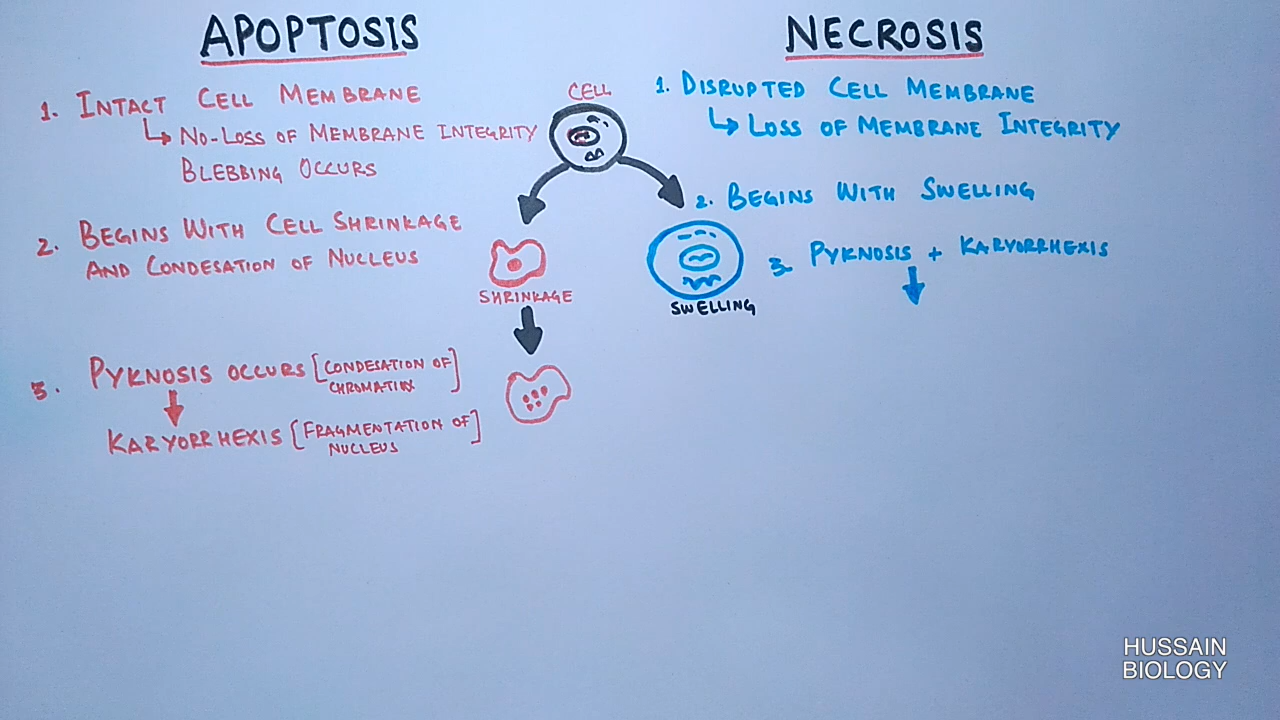 APOPTOSIS
1. INTACT CELL MEMBRANE
NO-LOSS OF MEMBRANE INTEGRITY
BLEBBING OCCURS
2. BEGINS WITH CELL SHRINKAGE
AND CONDESATION OF NUCLEUS
3. PYKNOSIS OCCURS [CONDESATION OF
CHROMATIN]
KARYORRHEXIS [FRAGMENTATION OF
NUCLEUS]
CELL
SHRINKAGE
SWELLING
NECROSIS
1. DISRUPTED CELL MEMBRANE
LOSS OF MEMBRANE INTEGRITY
2. BEGINS WITH SWELLING
3. PYKNOSIS + KARYORRHEXIS
HUSSAIN
BIOLOGY